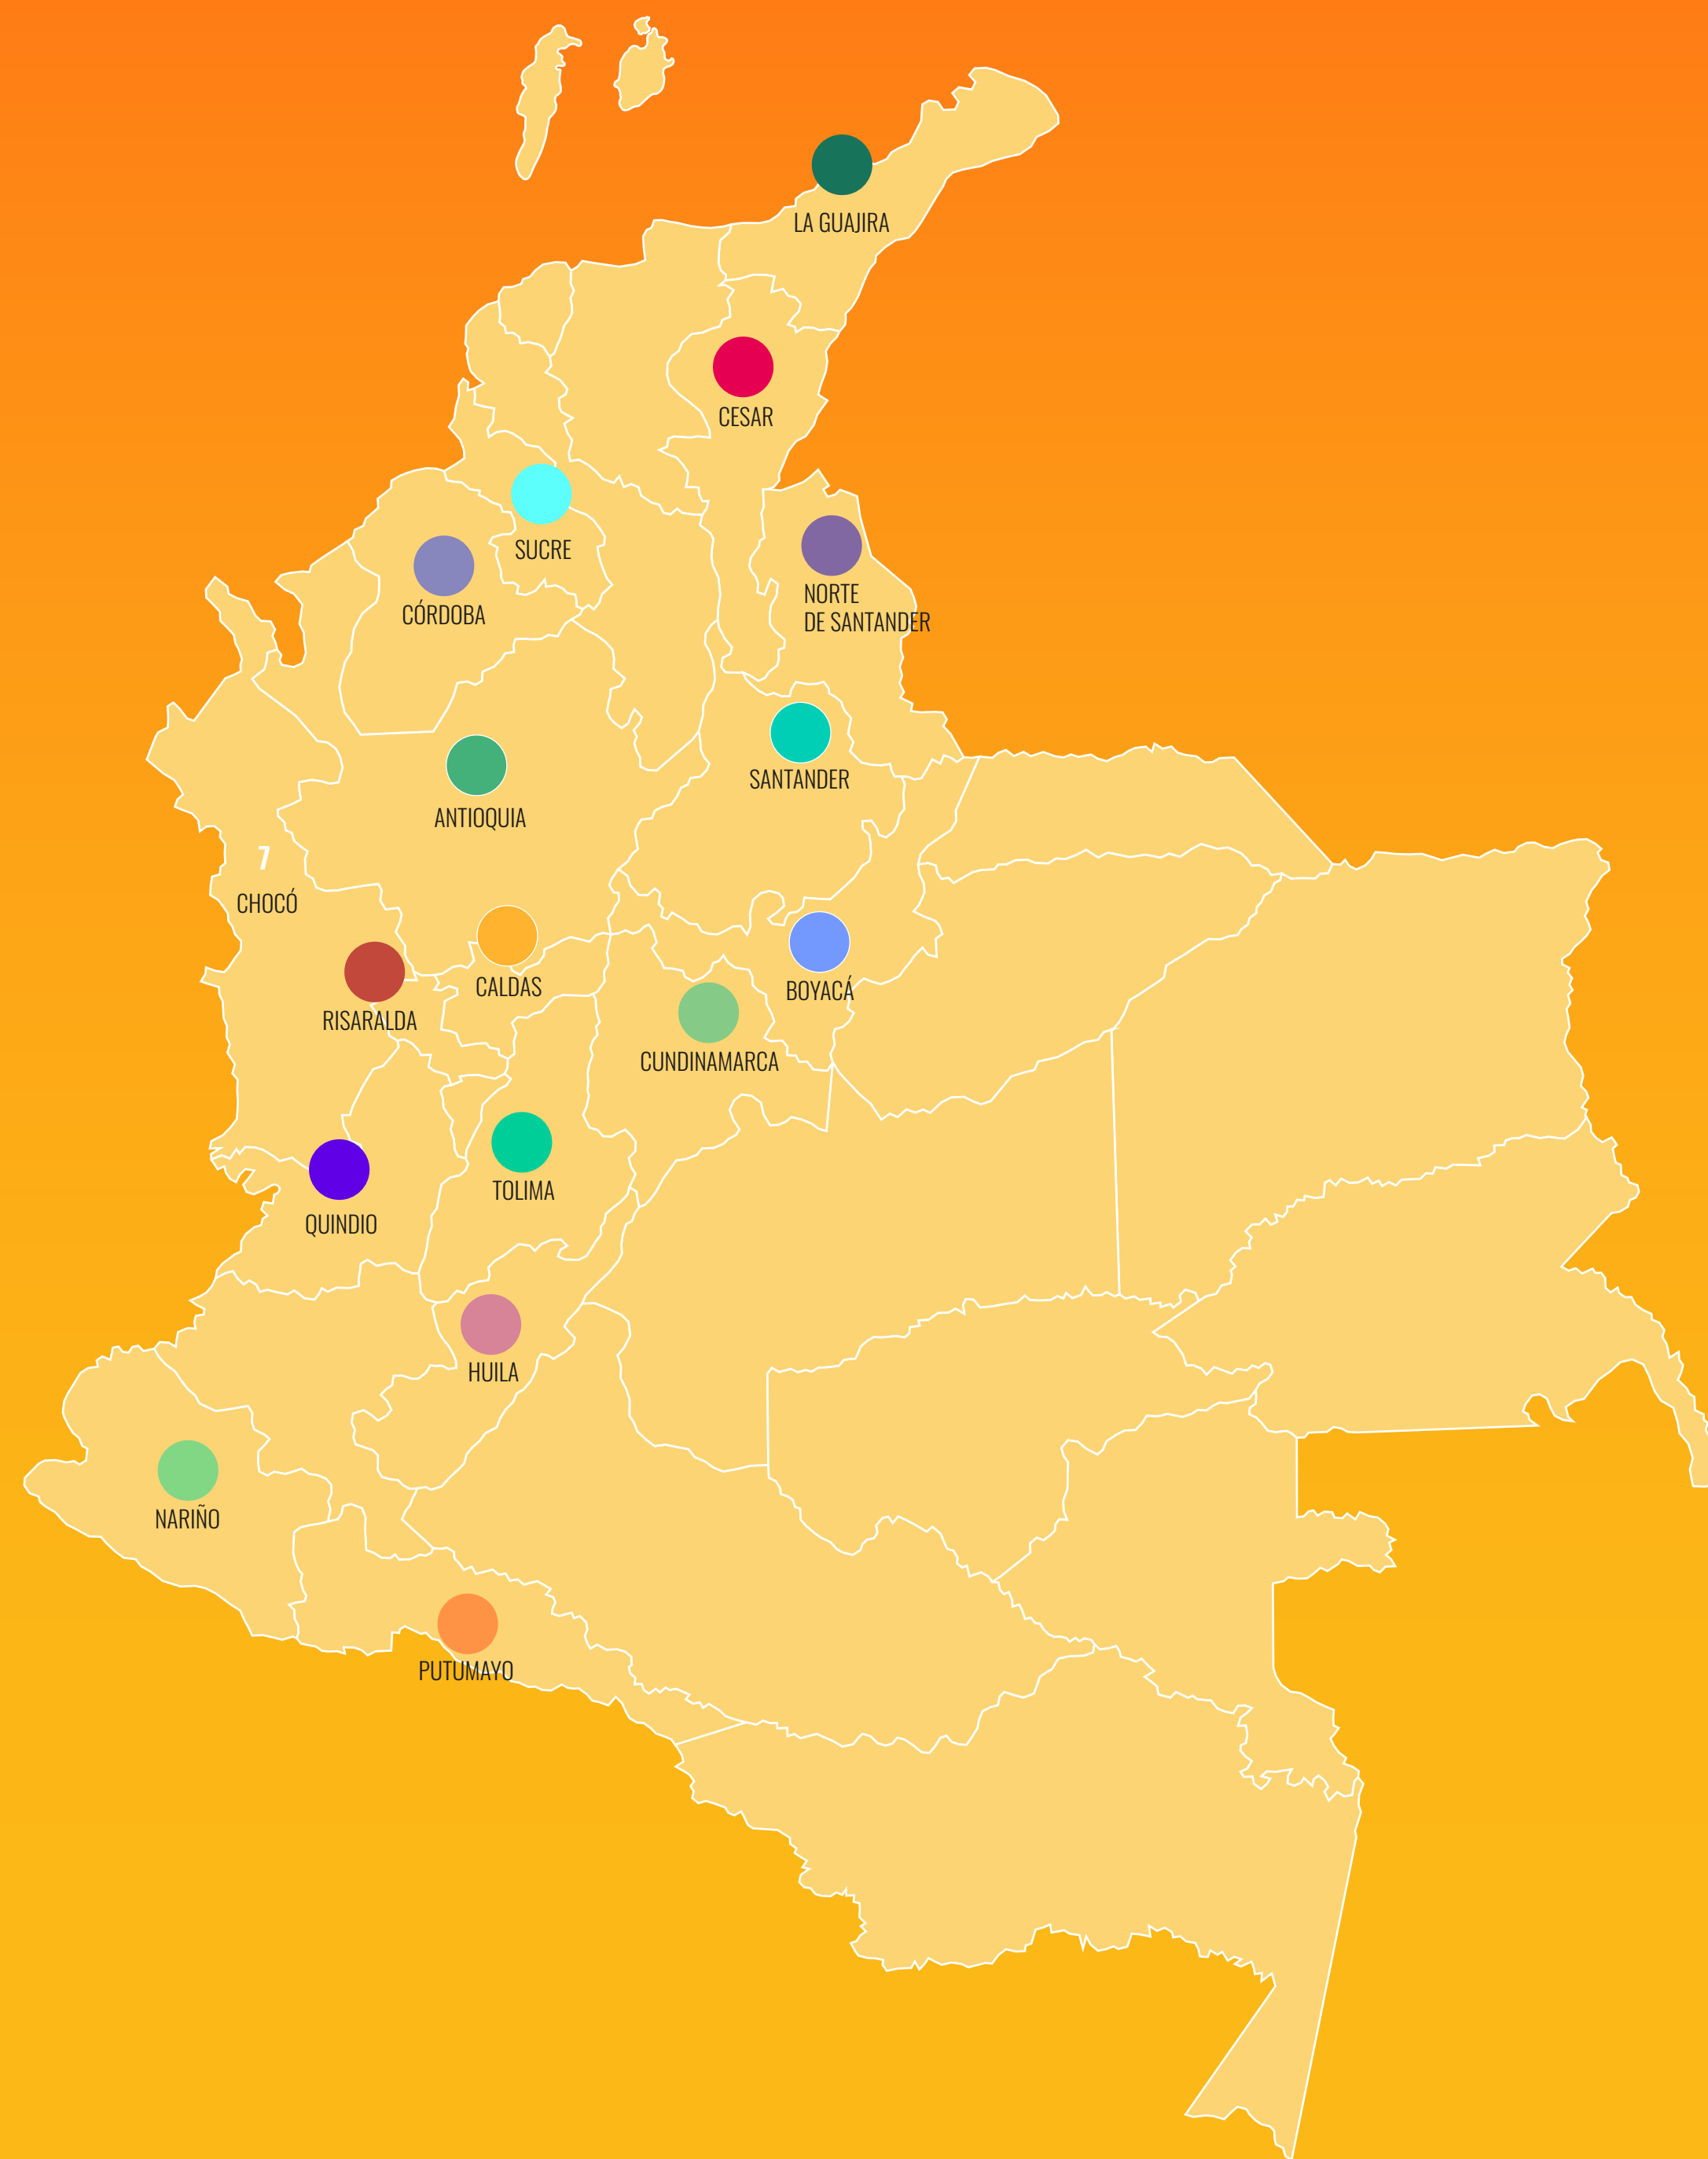 LA GUAJIRA
CESAR
SUCRE
NORTE
DE SANTANDER
CÓRDOBA
SANTANDER
ANTIOQUIA
7
CHOCÓ
CALDAS
BOYACÁ
RISARALDA
CUNDINAMARCA
TOLIMA
QUINDIO
HUILA
NARIÑO
PUTUMAYO